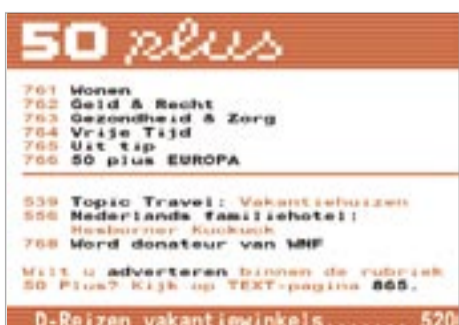 50 plus
761 Wonen
762 Geld & Recht
763 Gezondheid & Zorg
764 Vrije Tijd
765 Uit tip
766 50 plus EUROPA
539 Topic Travel: Vakantiehuizen
556 Nederlands familiehotel:
Hesborner Kuckuck
768 Word donateur van WNF
Wilt u adverteren binnen de rubriek
50 Plus? Kijk op TEXT-pagina 865.
D-Reizen vakantiewinkels........ 520